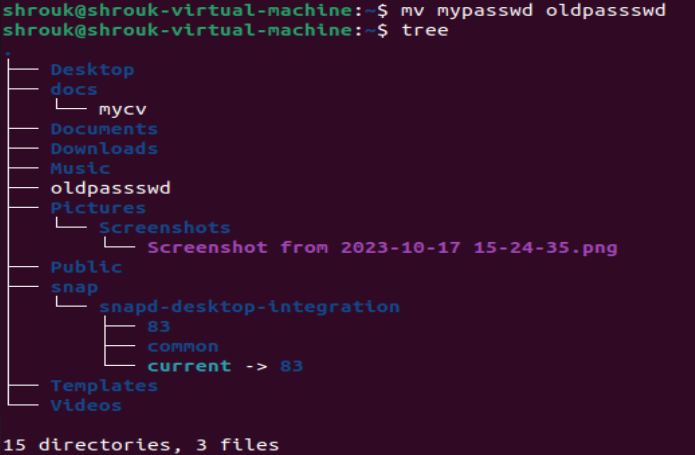 shrouk@shrouk-virtual-machine:~$ mv mypasswd oldpassswd
shrouk@shrouk-virtual-machine:~$ tree
.
├── Desktop
├── docs
│   └── mycv
├── Documents
├── Downloads
├── Music
├── oldpassswd
├── Pictures
│   └── Screenshots
│       └── Screenshot from 2023-10-17 15-24-35.png
├── Public
├── snap
│   └── snapd-desktop-integration
│       ├── 83
│       ├── common
│       └── current -> 83
├── Templates
└── Videos
15 directories, 3 files